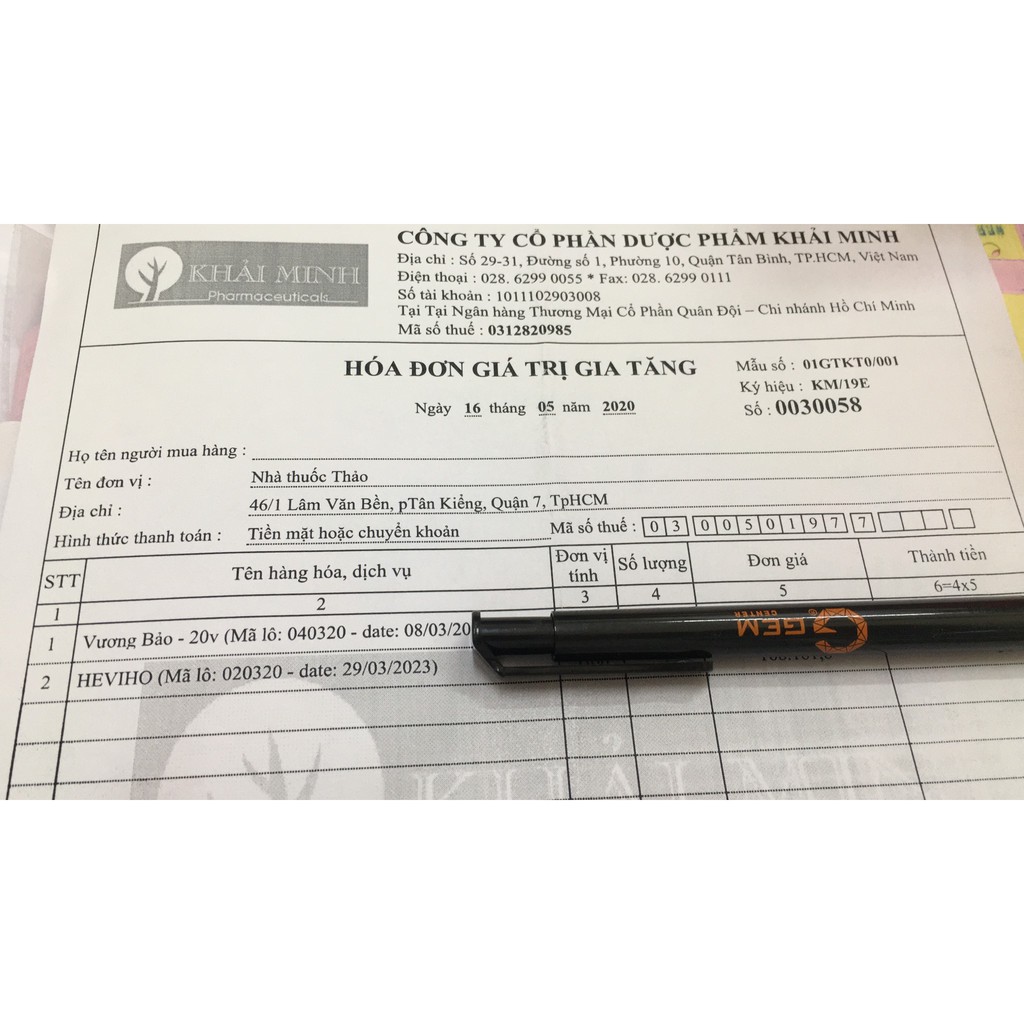 KHẢI MINH
Pharmaceuticals
CÔNG TY CỔ PHẦN DƯỢC PHẨM KHẢI MINH
Địa chỉ : Số 29-31, Đường số 1, Phường 10, Quận Tân Bình, TP.HCM, Việt Nam
Điện thoại : 028. 6299 0055 * Fax: 028. 6299 0111
Số tài khoản : 1011102903008
Tại Tại Ngân hàng Thương Mại Cổ Phần Quân Đội – Chi nhánh Hồ Chí Minh
Mã số thuế : 0312820985
HÓA ĐƠN GIÁ TRỊ GIA TĂNG
Ngày 16 tháng 05 năm 2020
Mẫu số : 01GTKT0/001
Ký hiệu : KM/19E
Số : 0030058
Họ tên người mua hàng :
Tên đơn vị : Nhà thuốc Thảo
Địa chỉ : 46/1 Lâm Văn Bền, pTân Kiểng, Quận 7, TpHCM
Hình thức thanh toán : Tiền mặt hoặc chuyển khoản Mã số thuế : 0 3 0 0 5 0 1 9 7 7
STT Tên hàng hóa, dịch vụ Đơn vị tính Số lượng Đơn giá Thành tiền
1 2 3 4 5 6=4x5
1 Vương Bảo - 20v (Mã lô: 040320 - date: 08/03/20
2 HEVIHO (Mã lô: 020320 - date: 29/03/2023)
GEM
CENTER
KHẢI MIN